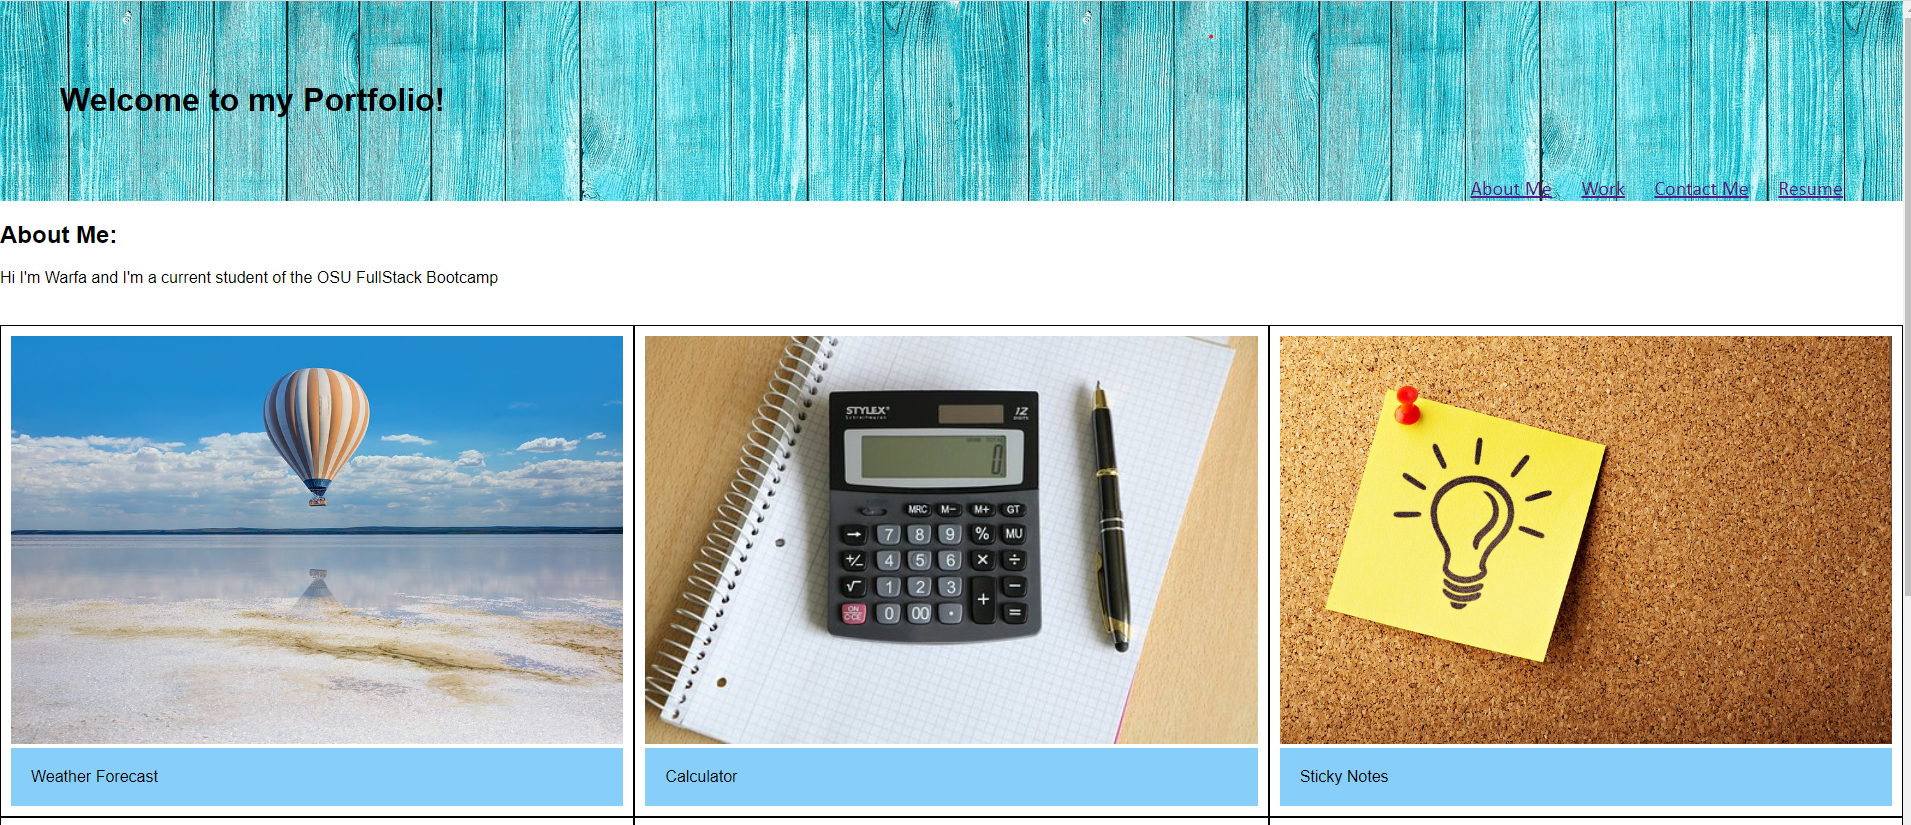 Welcome to my Portfolio!
About Me Work Contact Me Resume
About Me:
Hi I'm Warfa and I'm a current student of the OSU FullStack Bootcamp
STYLEX®
12
0
MRC M− M+ GT
→ 7 8 9 % MU
+/− 4 5 6 × ÷
√ 1 2 3 + −
ON
C·CE 0 00 · =
Weather Forecast
Calculator
Sticky Notes